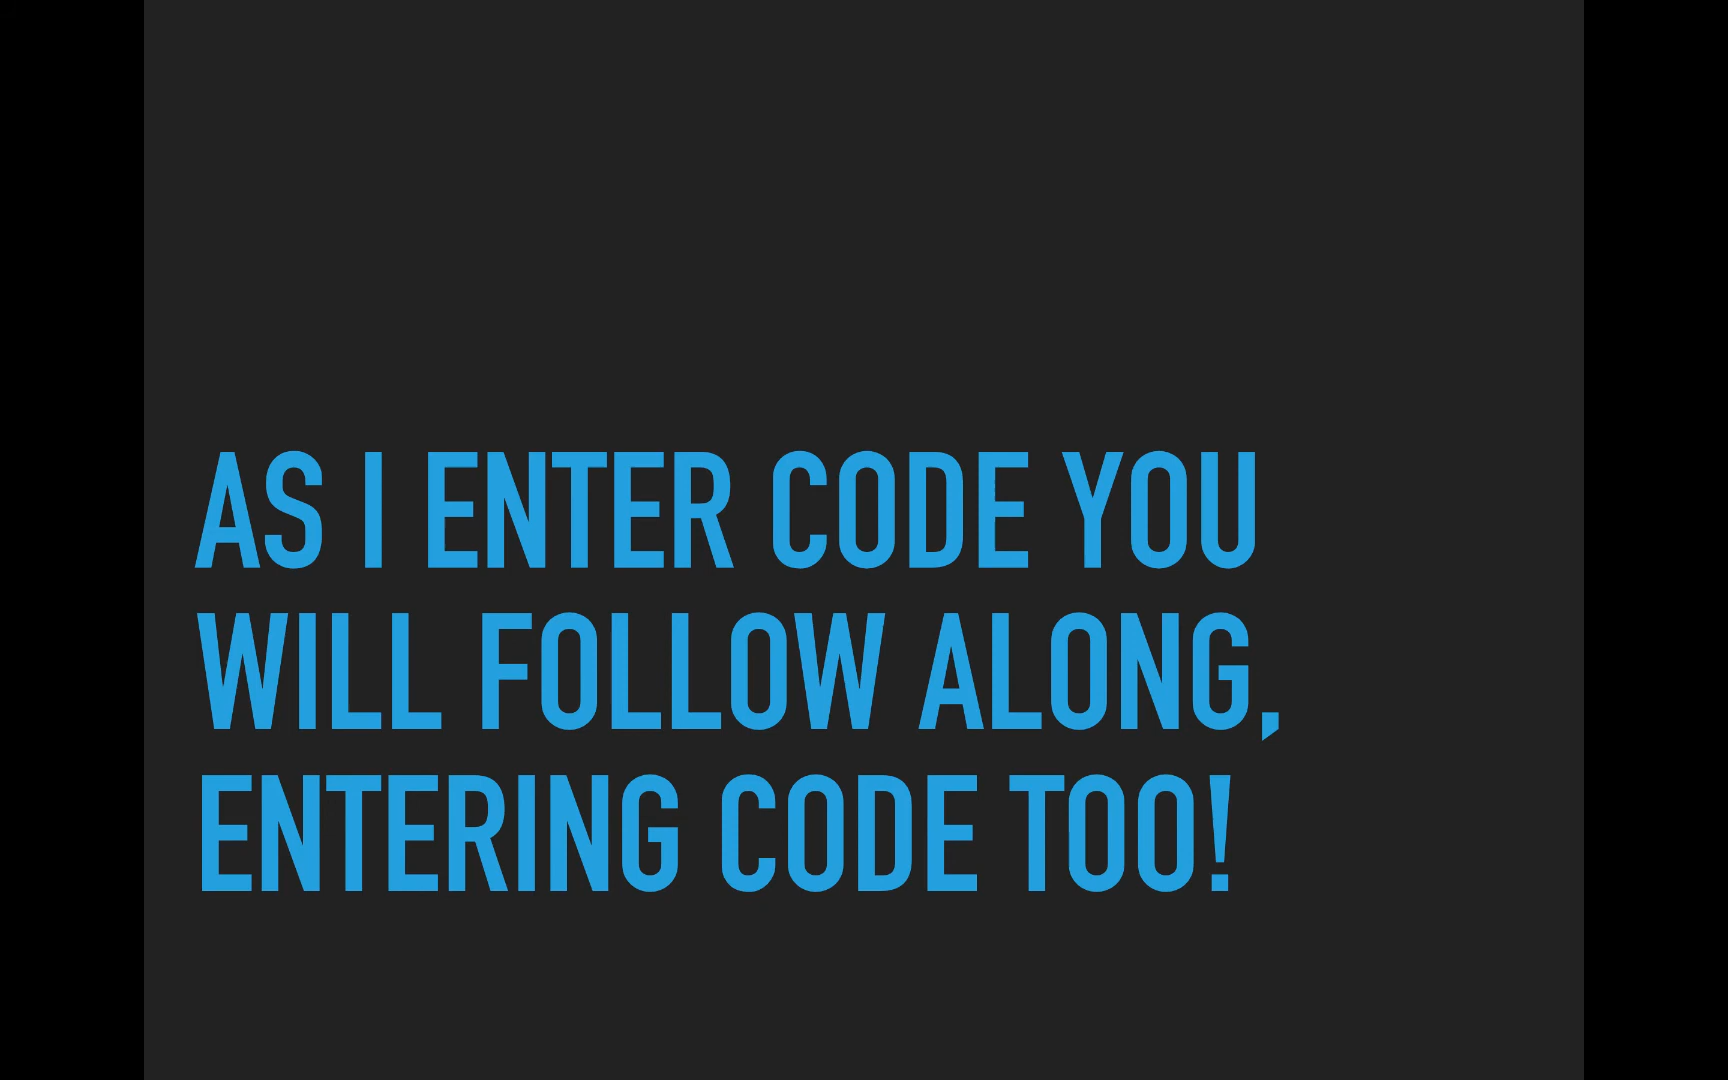 AS I ENTER CODE YOU
WILL FOLLOW ALONG,
ENTERING CODE TOO!